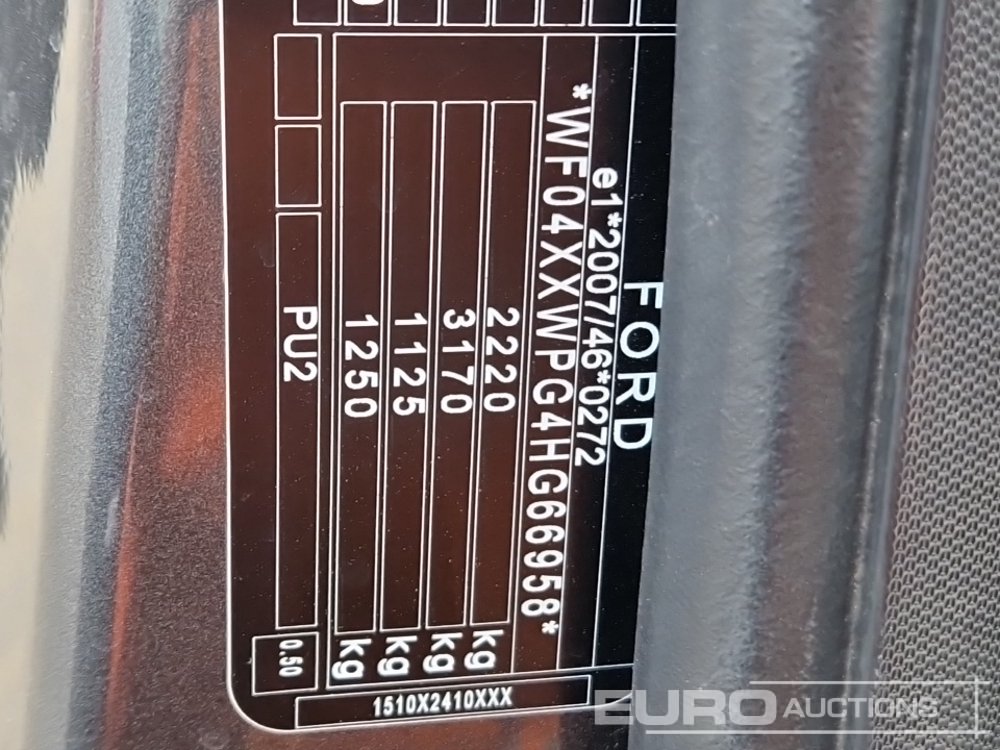 FORD
e1*2007/46*0272
*WF04XXWPG4HG66958*
2220 kg
3170 kg
1125 kg
1250 kg
PU2
0.50
1510X2410XXX
EURO AUCTIONS